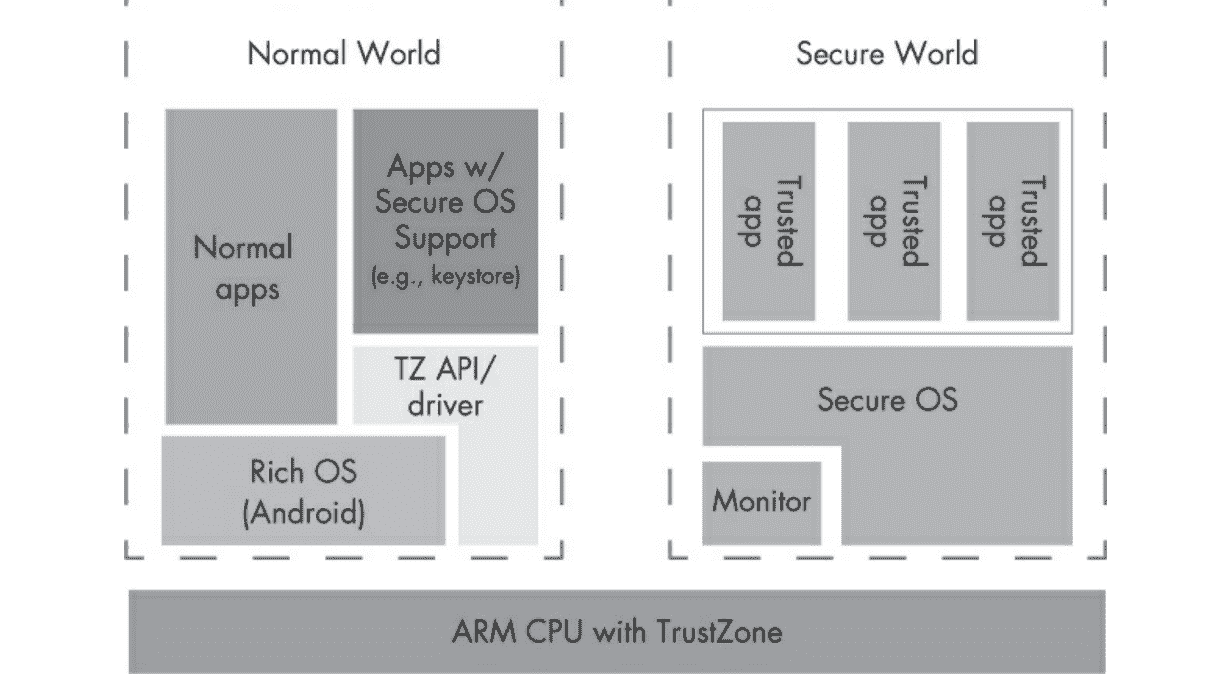 Normal World
Normal
apps
Apps w/
Secure OS
Support
(e.g., keystore)
TZ API/
driver
Rich OS
(Android)
Secure World
Trusted
app
Trusted
app
Trusted
app
Secure OS
Monitor
ARM CPU with TrustZone